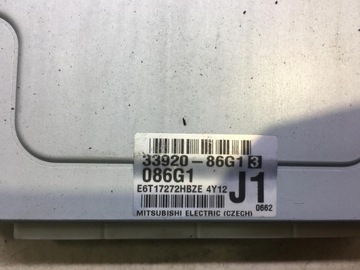 33920-86G1 3
086G1
E6T17272HBZE 4Y12
J1
0662
MITSUBISHI ELECTRIC (CZECH)